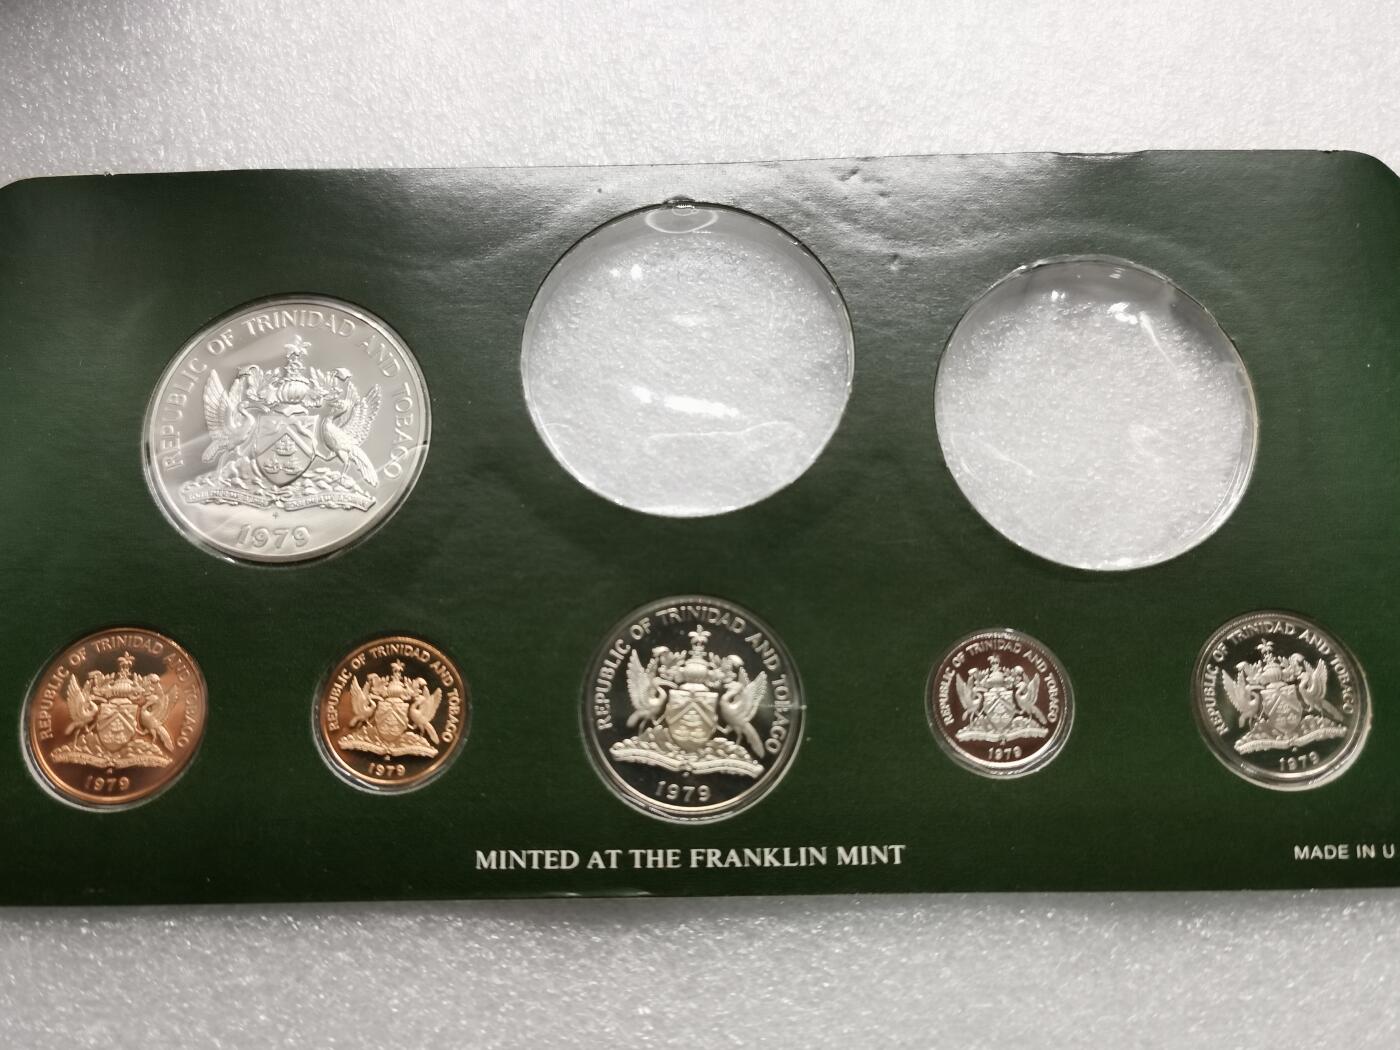 REPUBLIC OF TRINIDAD AND TOBAGO
1979
REPUBLIC OF TRINIDAD AND TOBAGO
1979
REPUBLIC OF TRINIDAD AND TOBAGO
1979
REPUBLIC OF TRINIDAD AND TOBAGO
1979
REPUBLIC OF TRINIDAD AND TOBAGO
1979
REPUBLIC OF TRINIDAD AND TOBAGO
1979
MINTED AT THE FRANKLIN MINT
MADE IN U